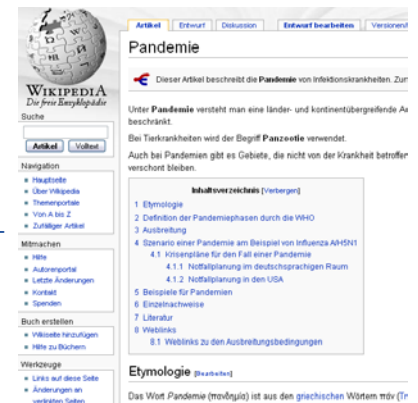 Artikel Entwurf Diskussion Entwurf bearbeiten
Pandemie
Dieser Artikel beschreibt die Pandemie von Infektionskrankheiten. Zur
WIKIPEDIA
Die freie Enzyklopädie
Suche
Artikel Volltext
Navigation
Hauptseite
Über Wikipedia
Themenportale
Von A bis Z
Zufälliger Artikel
Mitmachen
Hilfe
Autorenportal
Letzte Änderungen
Kontakt
Spenden
Buch erstellen
Wikiseite hinzufügen
Hilfe zu Büchern
Werkzeuge
Links auf diese Seite
Änderungen an
verlinkten Seiten
Unter Pandemie versteht man eine länder- und kontinentübergreifende
beschränkt.
Bei Tierkrankheiten wird der Begriff Panzootie verwendet.
Auch bei Pandemien gibt es Gebiete, die nicht von der Krankheit
verschont bleiben.
Inhaltsverzeichnis [Verbergen]
1 Etymologie
2 Definition der Pandemiephasen durch die WHO
3 Ausbreitung
4 Szenario einer Pandemie am Beispiel von Influenza A/H5N1
4.1 Krisenpläne für den Fall einer Pandemie
4.1.1 Notfallplanung im deutschsprachigen Raum
4.1.2 Notfallplanung in den USA
5 Beispiele für Pandemien
6 Einzelnachweise
7 Literatur
8 Weblinks
8.1 Weblinks zu den Ausbreitungsbedingungen
Etymologie [Bearbeiten]
Das Wort Pandemie (πανδημία) ist aus den griechischen Wörtern πάν